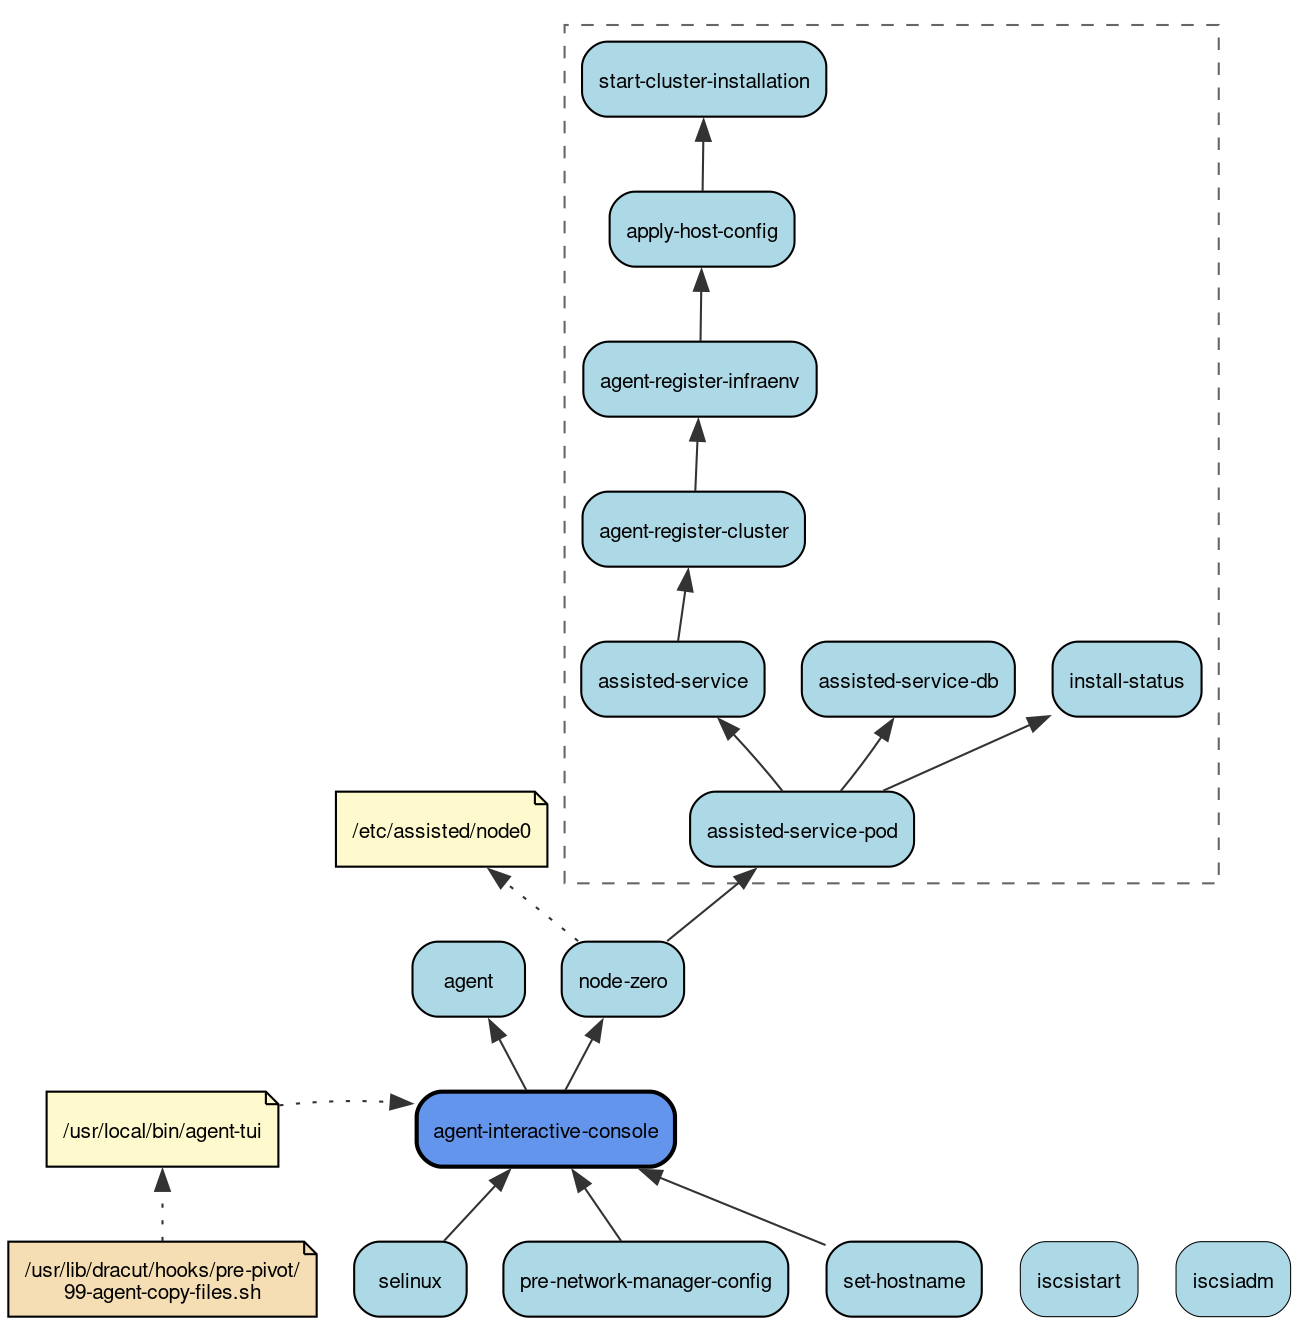 start-cluster-installation
apply-host-config
agent-register-infraenv
agent-register-cluster
assisted-service
assisted-service-db
install-status
/etc/assisted/node0
assisted-service-pod
agent
node-zero
/usr/local/bin/agent-tui
agent-interactive-console
/usr/lib/dracut/hooks/pre-pivot/
99-agent-copy-files.sh
selinux
pre-network-manager-config
set-hostname
iscsistart
iscsiadm